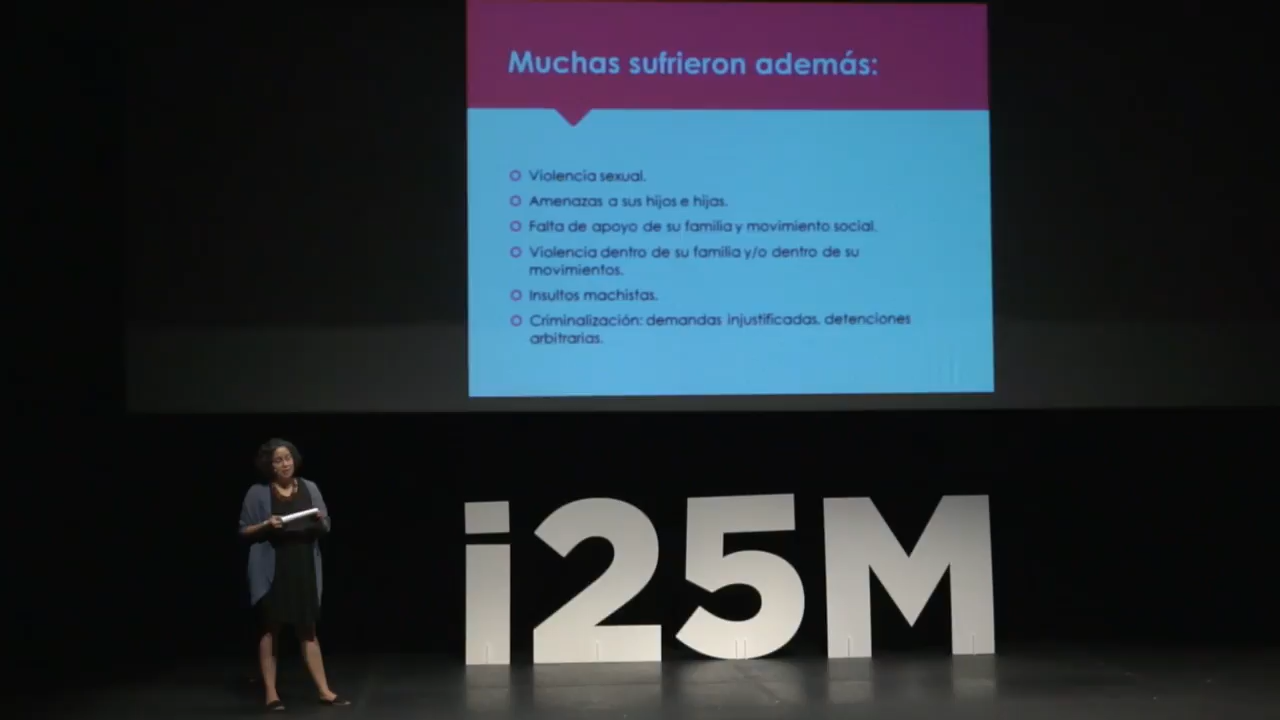 Muchas sufrieron además:
Violencia sexual.
Amenazas a sus hijos e hijas.
Falta de apoyo de su familia y movimiento social.
Violencia dentro de su familia y/o dentro de su
movimientos.
Insultos machistas.
Criminalización: demandas injustificadas, detenciones
arbitrarias.
i25M